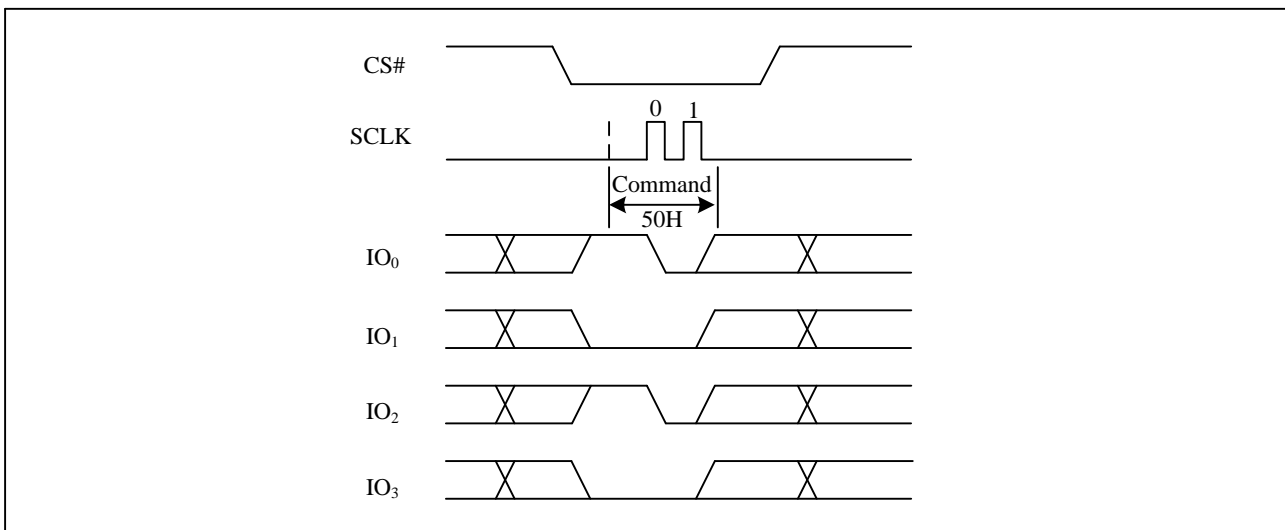 CS#
0 1
SCLK
Command
50H
IO₀
IO₁
IO₂
IO₃